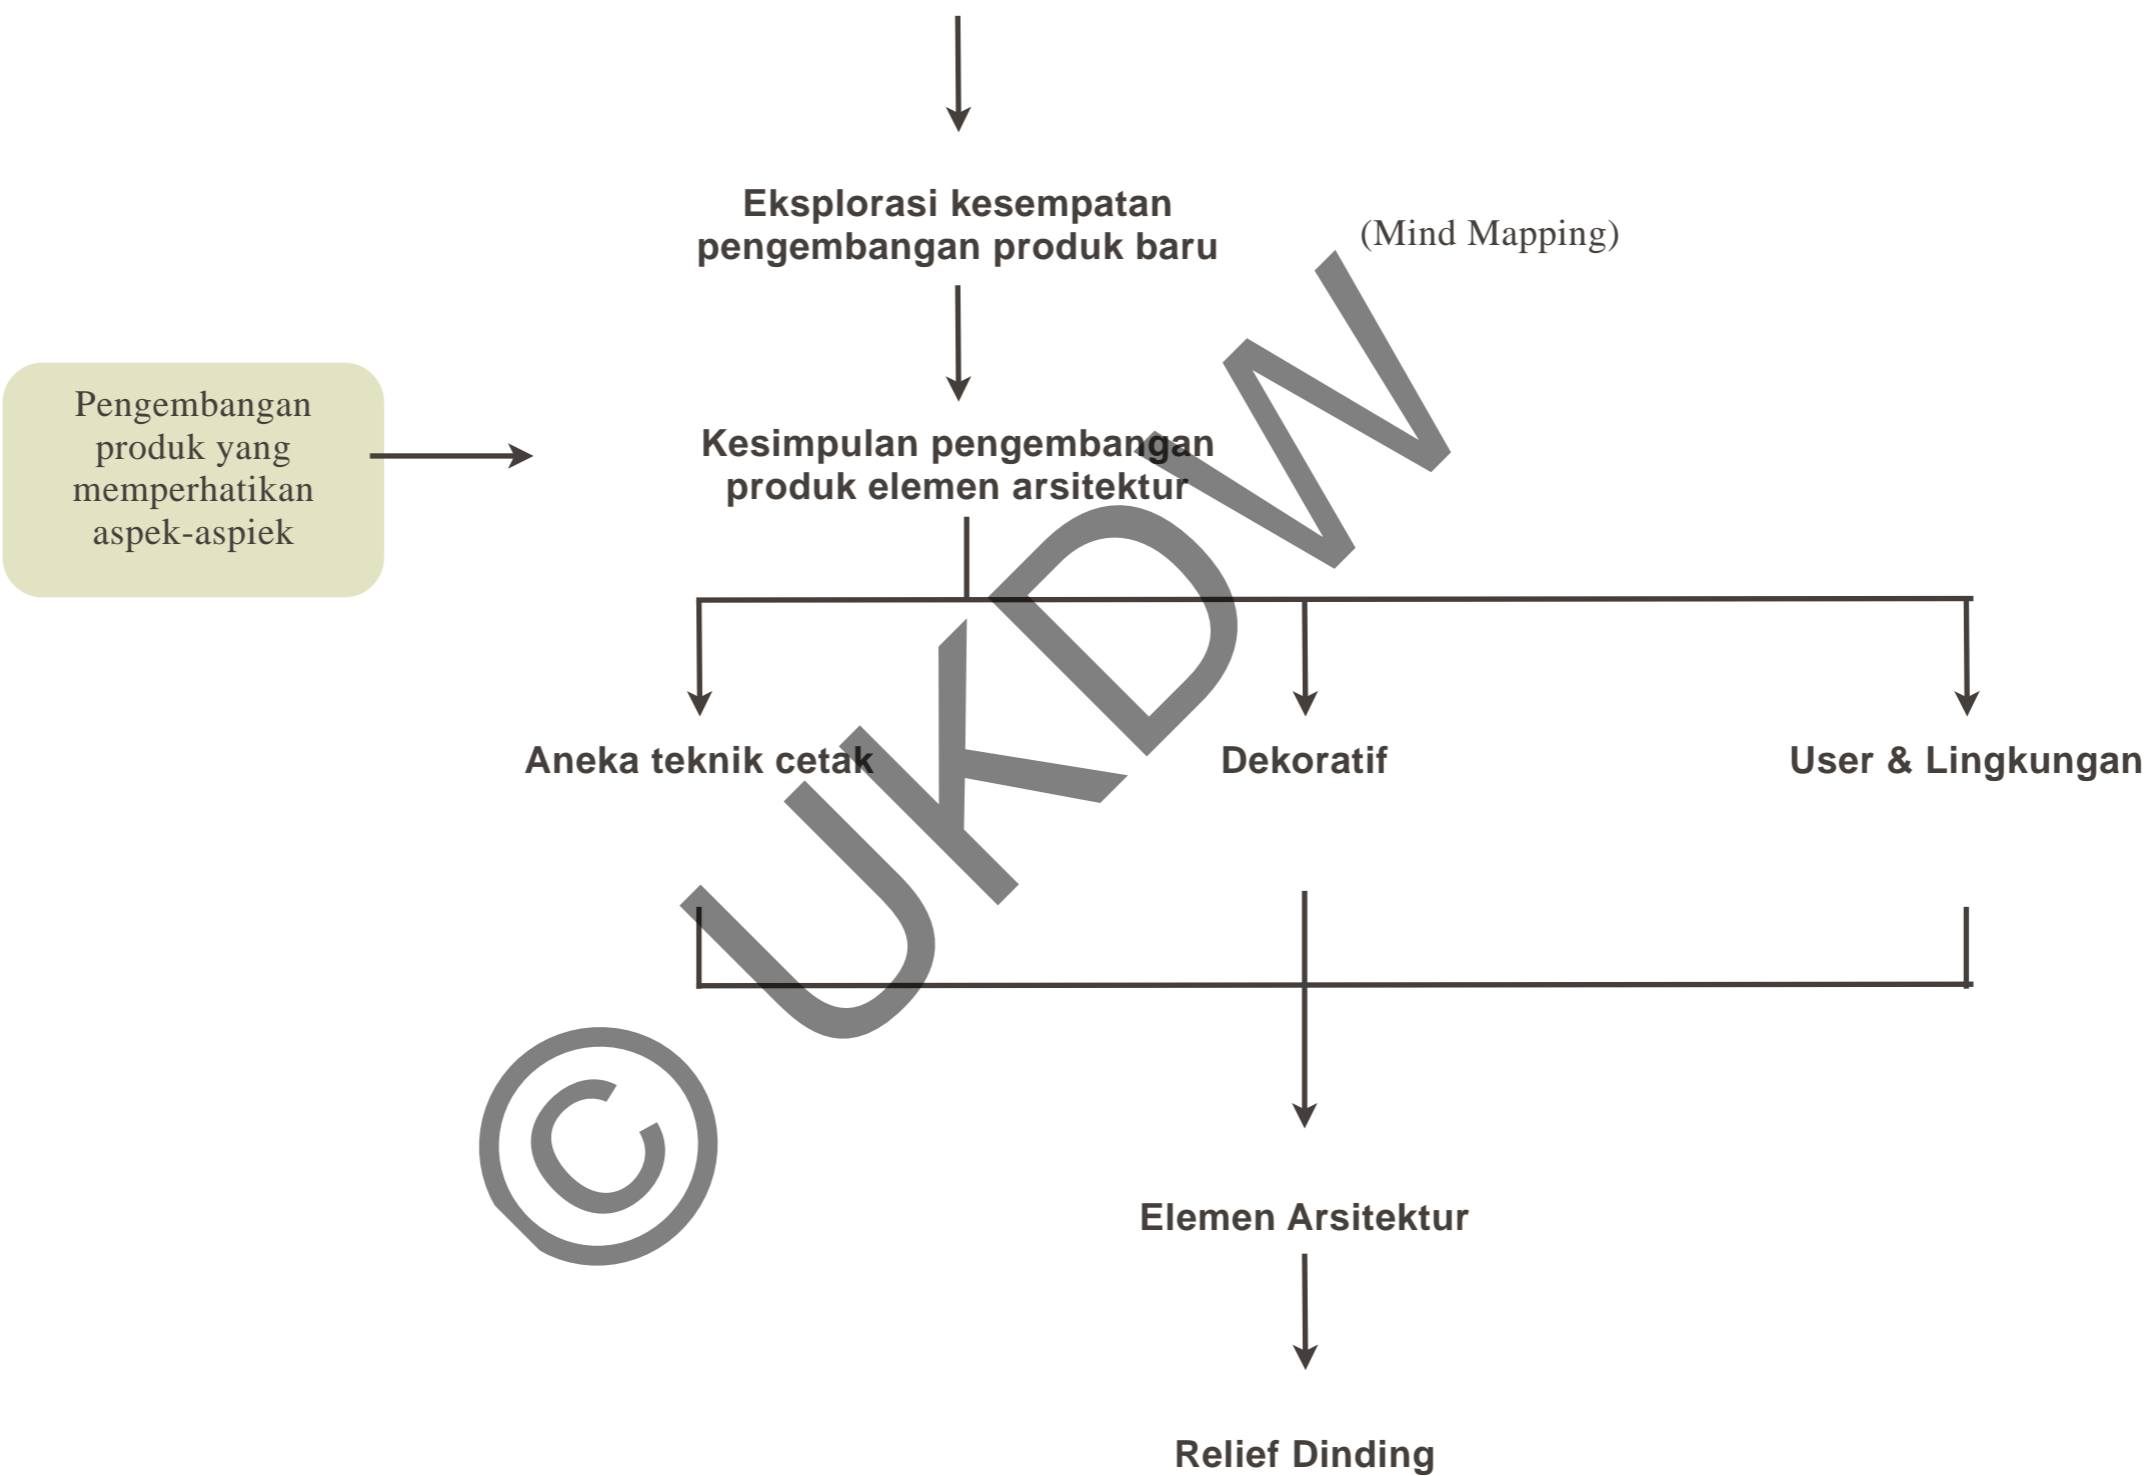 Eksplorasi kesempatan
pengembangan produk baru
(Mind Mapping)
Pengembangan
produk yang
memperhatikan
aspek-aspiek
Kesimpulan pengembangan
produk elemen arsitektur
Aneka teknik cetak
Dekoratif
User & Lingkungan
© UKDW
Elemen Arsitektur
Relief Dinding